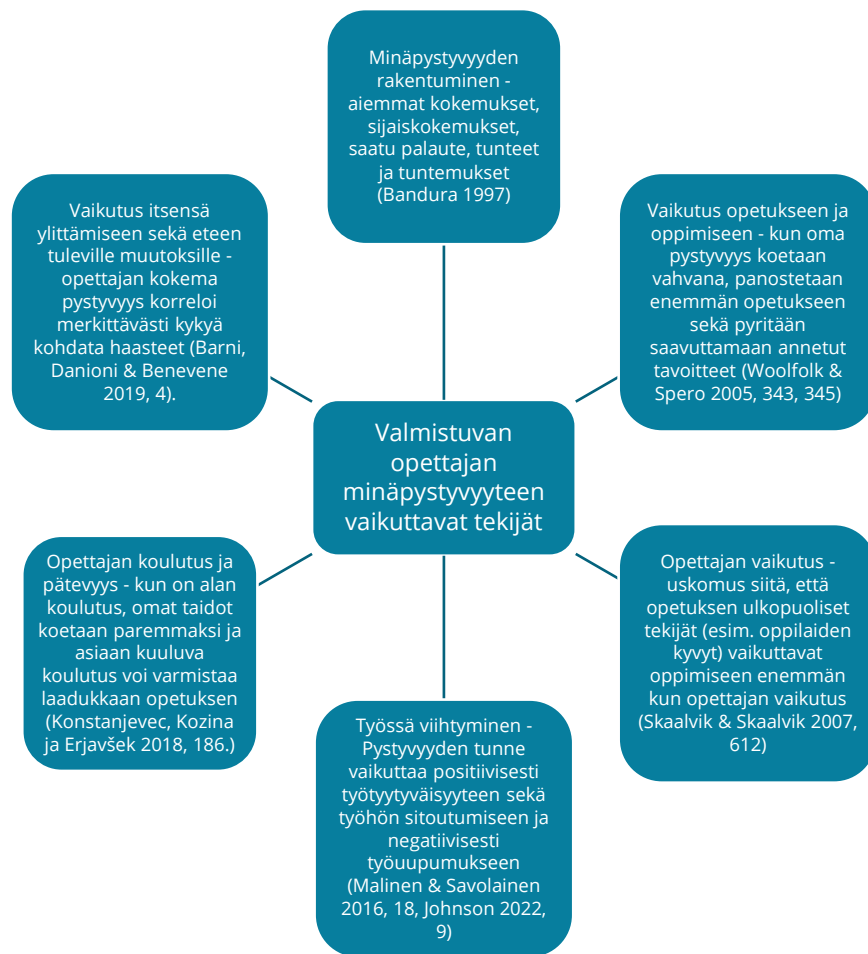 Minäpystyvyyden
rakentuminen -
aiemmat kokemukset,
sijaiskokemukset,
saatu palaute, tunteet
ja tuntemukset
(Bandura 1997)
Vaikutus itsensä
ylittämiseen sekä eteen
tuleville muutoksille -
opettajan kokema
pystyvyys korreloi
merkittävästi kykyä
kohdata haasteet (Barni,
Danioni & Benevene
2019, 4).
Vaikutus opetukseen ja
oppimiseen - kun oma
pystyvyys koetaan
vahvana, panostetaan
enemmän opetukseen
sekä pyritään
saavuttamaan annetut
tavoitteet (Woolfolk &
Spero 2005, 343, 345)
Valmistuvan
opettajan
minäpystyvyyteen
vaikuttavat tekijät
Opettajan koulutus ja
pätevyys - kun on alan
koulutus, omat taidot
koetaan paremmaksi ja
asiaan kuuluva
koulutus voi varmistaa
laadukkaan opetuksen
(Konstanjevec, Kozina
ja Erjavšek 2018, 186.)
Opettajan vaikutus -
uskomus siitä, että
opetuksen ulkopuoliset
tekijät (esim. oppilaiden
kyvyt) vaikuttavat
oppimiseen enemmän
kun opettajan vaikutus
(Skaalvik & Skaalvik 2007,
612)
Työssä viihtyminen -
Pystyvyyden tunne
vaikuttaa positiivisesti
työtyytyväisyyteen sekä
työhön sitoutumiseen ja
negatiivisesti
työuupumukseen
(Malinen & Savolainen
2016, 18, Johnson 2022,
9)